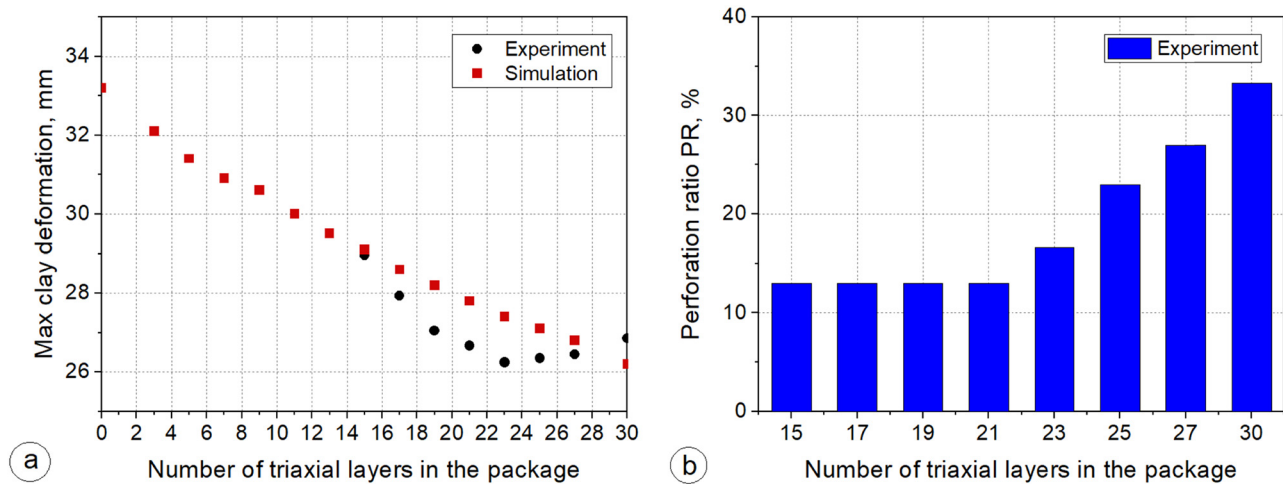 Max clay deformation, mm
34
32
30
28
26
Experiment
Simulation
0 2 4 6 8 10 12 14 16 18 20 22 24 26 28 30
Number of triaxial layers in the package
a
Perforation ratio PR, %
40
30
20
10
0
Experiment
15 17 19 21 23 25 27 30
Number of triaxial layers in the package
b